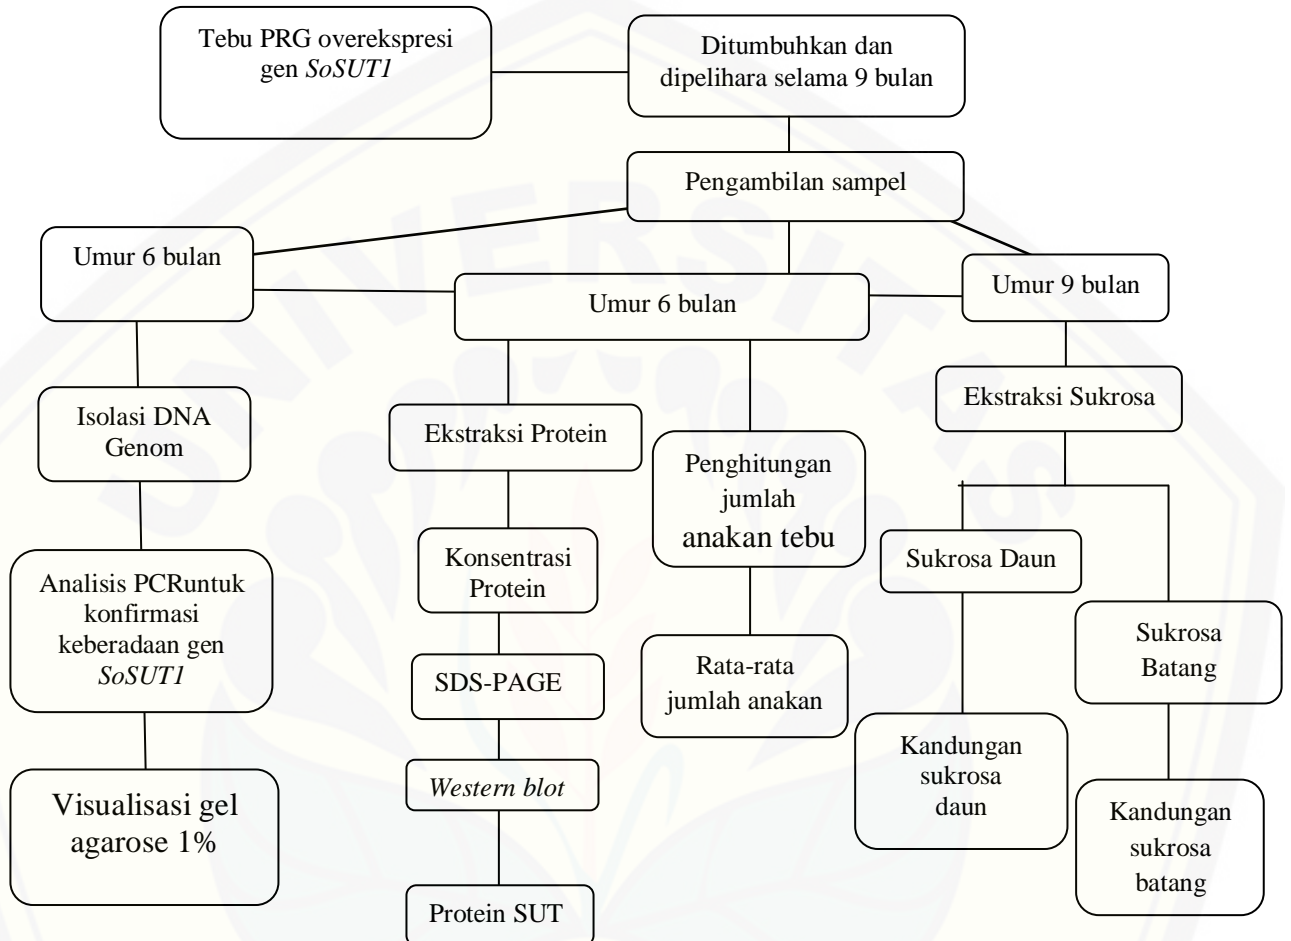 Tebu PRG overekspresi
gen SoSUT1
Ditumbuhkan dan
dipelihara selama 9 bulan
Pengambilan sampel
Umur 6 bulan
Umur 6 bulan
Umur 9 bulan
Isolasi DNA
Genom
Analisis PCRuntuk
konfirmasi
keberadaan gen
SoSUT1
Visualisasi gel
agarose 1%
Ekstraksi Protein
Konsentrasi
Protein
SDS-PAGE
Western blot
Protein SUT
Penghitungan
jumlah
anakan tebu
Rata-rata
jumlah anakan
Ekstraksi Sukrosa
Sukrosa Daun
Kandungan
sukrosa
daun
Sukrosa
Batang
Kandungan
sukrosa
batang
UNIVERSITAS